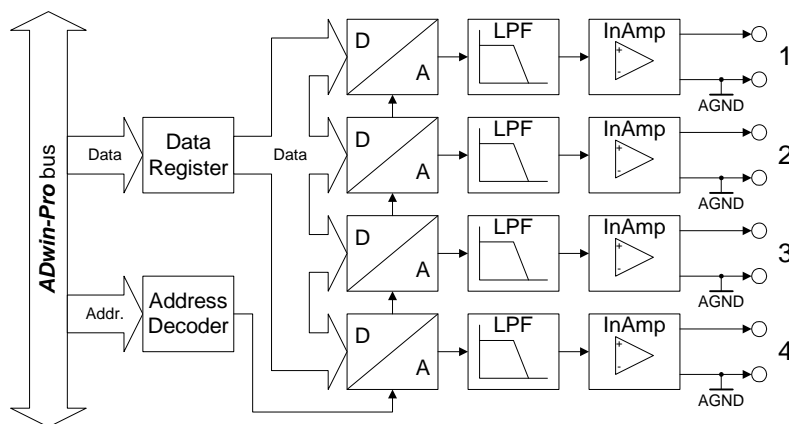 ADwin-Pro bus
Data
Data
Register
Data
Addr.
Address
Decoder
D
A
LPF
InAmp
+
-
AGND
1
D
A
LPF
InAmp
+
-
AGND
2
D
A
LPF
InAmp
+
-
AGND
3
D
A
LPF
InAmp
+
-
AGND
4